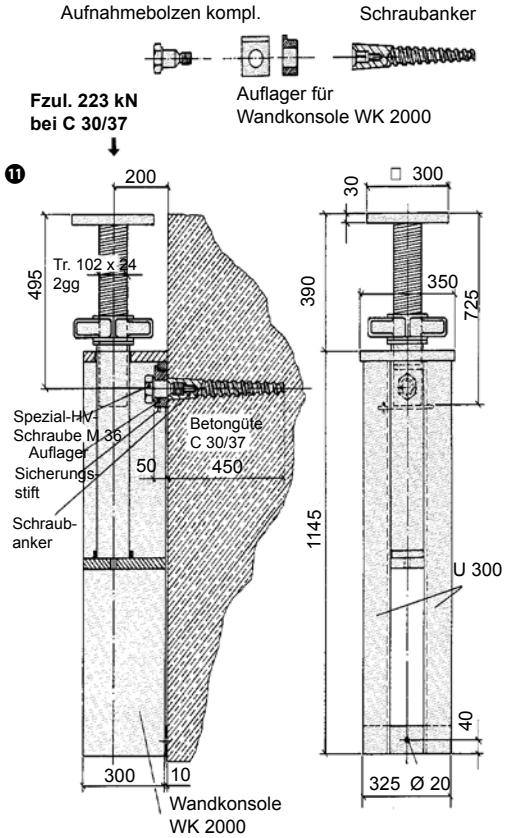 Aufnahmebolzen kompl.
Schraubanker
Auflager für
Wandkonsole WK 2000
Fzul. 223 kN
bei C 30/37
11
200
30
□ 300
495
Tr. 102 x 24
2gg
390
350
725
Spezial-HV-
Schraube M 36
Auflager
Sicherungs-
stift
Schraub-
anker
Betongüte
C 30/37
50
450
1145
U 300
40
300
10
325
Ø 20
Wandkonsole
WK 2000